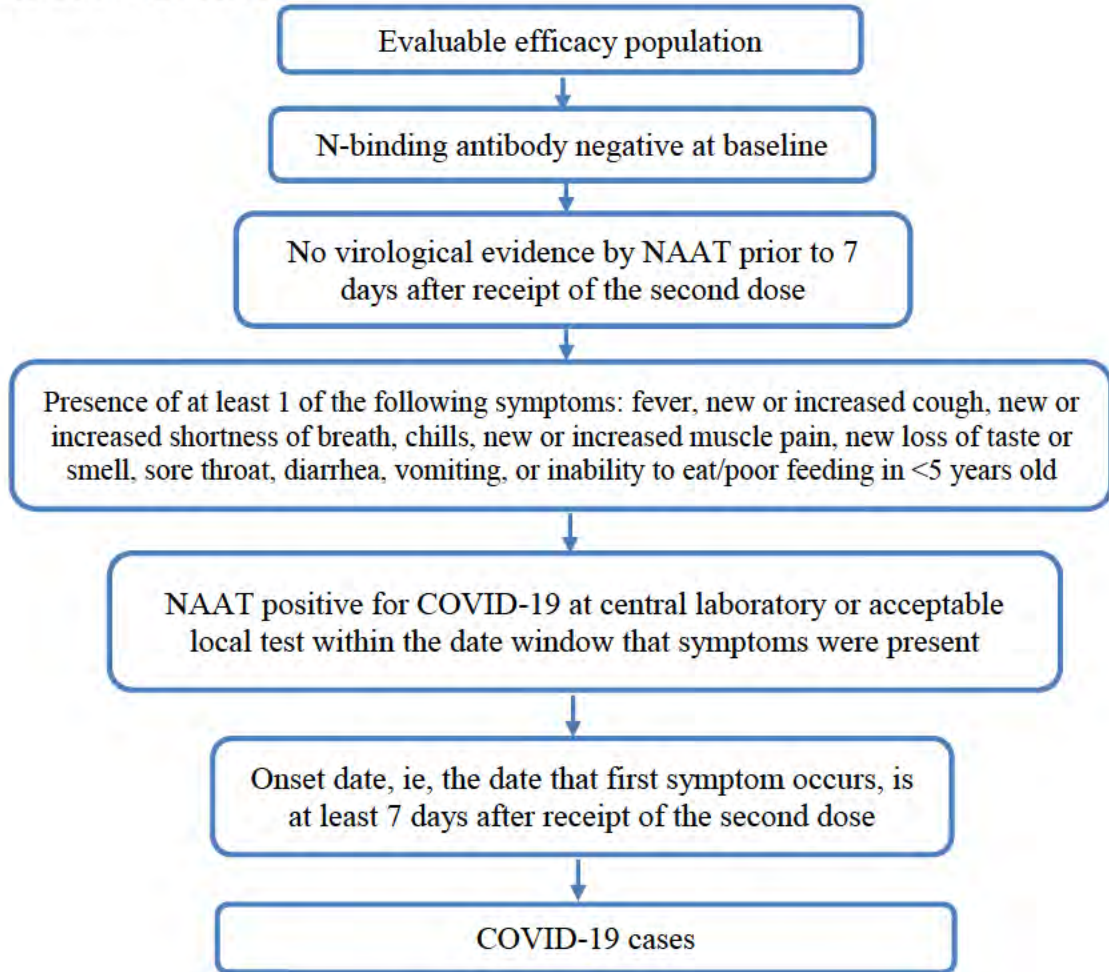 Evaluable efficacy population
N-binding antibody negative at baseline
No virological evidence by NAAT prior to 7
days after receipt of the second dose
Presence of at least 1 of the following symptoms: fever, new or increased cough, new or
increased shortness of breath, chills, new or increased muscle pain, new loss of taste or
smell, sore throat, diarrhea, vomiting, or inability to eat/poor feeding in <5 years old
NAAT positive for COVID-19 at central laboratory or acceptable
local test within the date window that symptoms were present
Onset date, ie, the date that first symptom occurs, is
at least 7 days after receipt of the second dose
COVID-19 cases